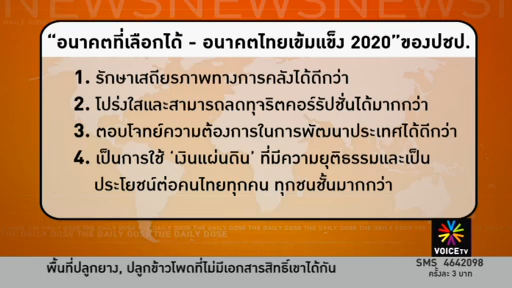 NEWSNEWSNEWS
“อนาคตที่เลือกได้ - อนาคตไทยเข้มแข็ง 2020”ของปชป.
1. รักษาเสถียรภาพทางการคลังได้ดีกว่า
2. โปร่งใสและสามารถลดทุจริตคอร์รัปชั่นได้มากกว่า
3. ตอบโจทย์ความต้องการในการพัฒนาประเทศได้ดีกว่า
4. เป็นการใช้ ‘เงินแผ่นดิน’ ที่มีความยุติธรรมและเป็น
ประโยชน์ต่อคนไทยทุกคน ทุกชนชั้นมากกว่า
DOSE THE DAILY DOSE THE DAILY DOSE
VOICETV
SMS 4642098
ครั้งละ 3 บาท
พื้นที่ปลูกยาง, ปลูกข้าวโพดที่ไม่มีเอกสารสิทธิ์เขาได้กัน